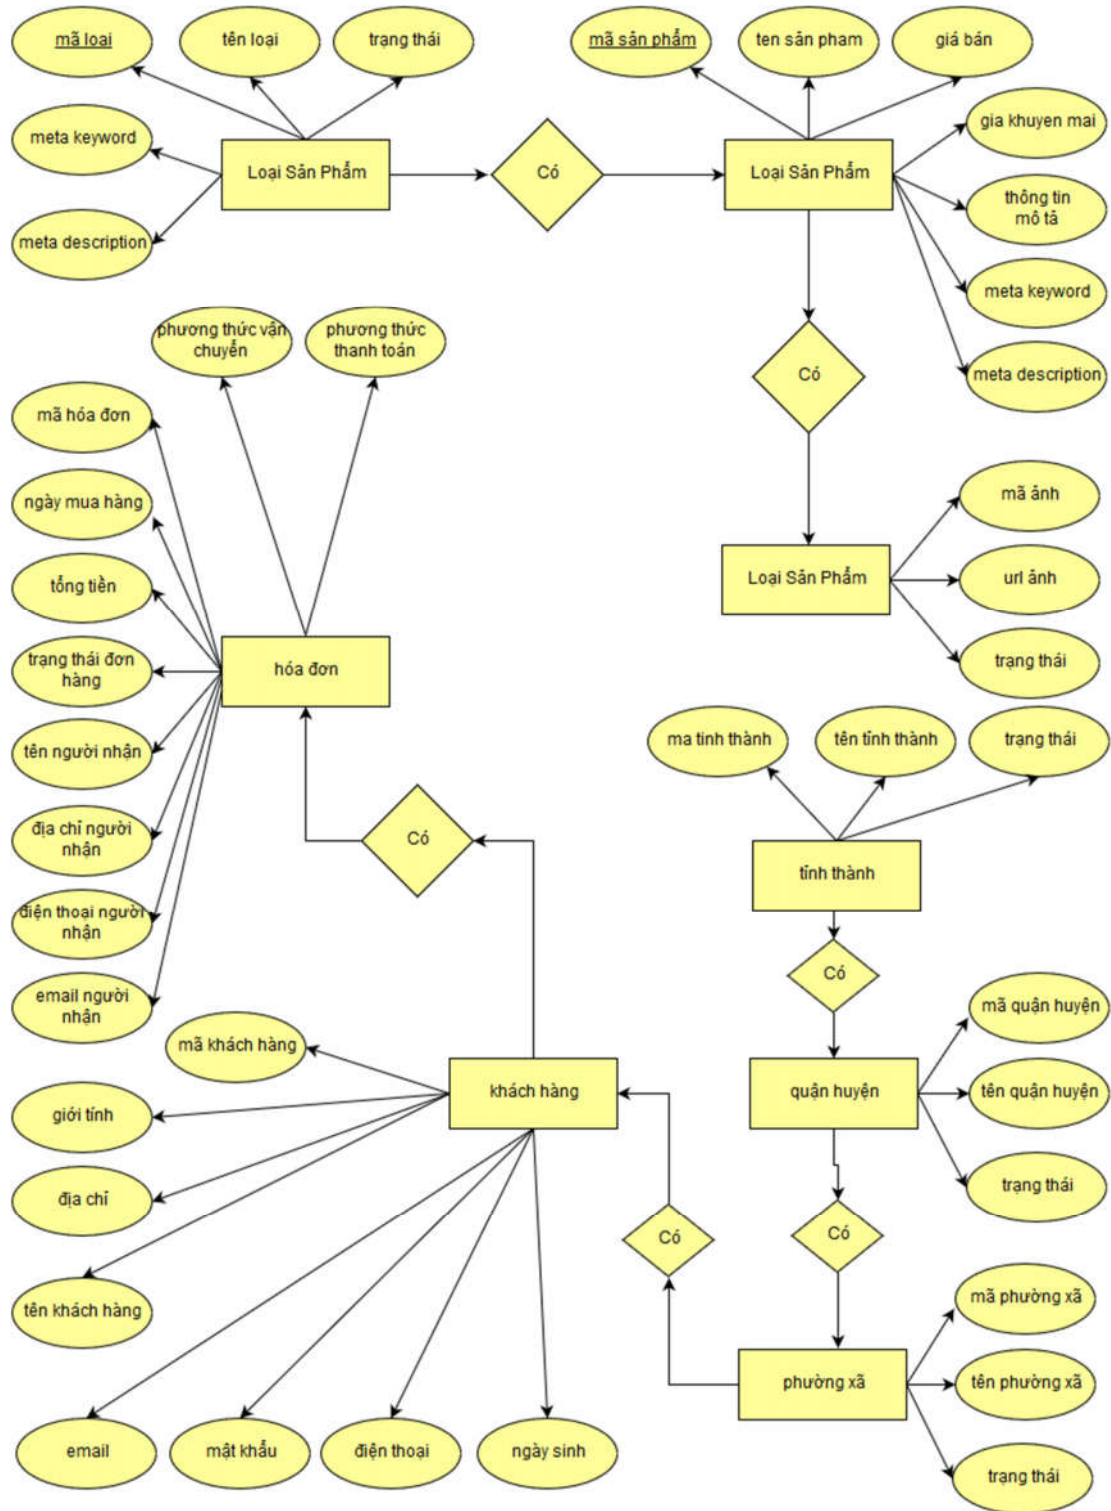 mã loại
tên loại
trạng thái
mã sản phẩm
ten sản pham
giá bán
meta keyword
Loại Sản Phẩm
Có
Loại Sản Phẩm
gia khuyen mai
thông tin
mô tả
meta description
meta keyword
meta description
phương thức vận
chuyển
phương thức
thanh toán
Có
mã hóa đơn
ngày mua hàng
tổng tiền
trạng thái đơn
hàng
tên người nhận
địa chỉ người
nhận
điện thoại người
nhận
email người
nhận
hóa đơn
Loại Sản Phẩm
mã ảnh
url ảnh
trạng thái
ma tinh thành
tên tỉnh thành
trạng thái
tỉnh thành
Có
Có
mã khách hàng
giới tính
địa chỉ
tên khách hàng
khách hàng
quận huyện
mã quận huyện
tên quận huyện
trạng thái
Có
Có
phường xã
mã phường xã
tên phường xã
trạng thái
email
mật khẩu
điện thoại
ngày sinh